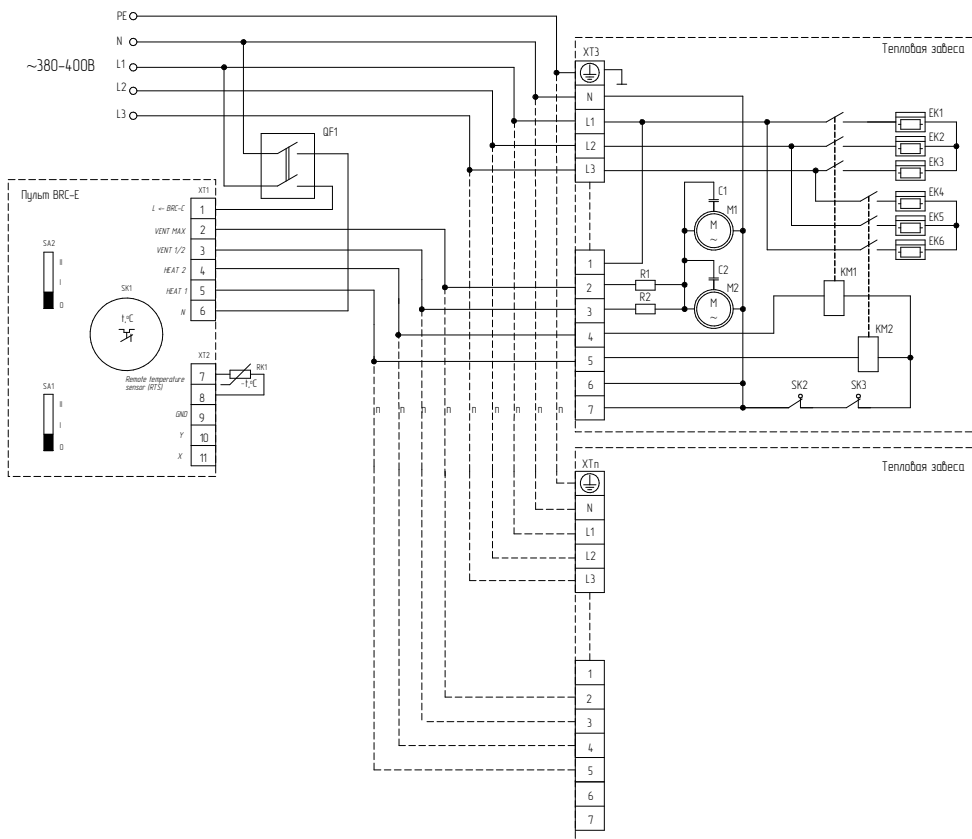 PE
N
~380-400В
L1
L2
L3
QF1
Пульт BRC-E
XT1
L ← BRC-C
1
VENT MAX
2
VENT 1/2
3
HEAT 2
4
HEAT 1
5
N
6
SA2
II
I
0
SK1
t,°C
XT2
Remote temperature
sensor (RTS)
7
8
GND
9
Y
10
X
11
RK1
-t,°C
SA1
II
I
0
n n n n n n n n n
Тепловая завеса
XT3
N
L1
L2
L3
1
2
3
4
5
6
7
EK1
EK2
EK3
EK4
EK5
EK6
C1
M1
M
~
C2
M2
M
~
R1
R2
KM1
KM2
SK2
SK3
Тепловая завеса
XTn
N
L1
L2
L3
1
2
3
4
5
6
7